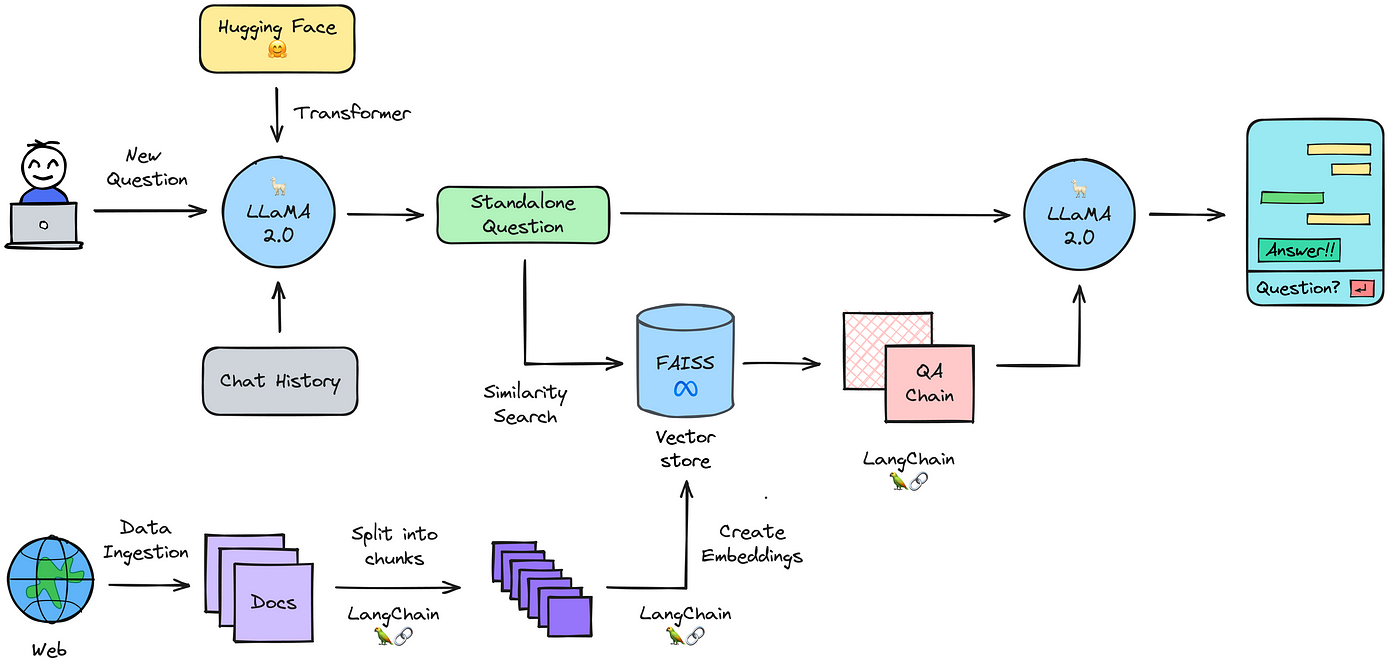 Hugging Face
Transformer
New
Question
LLaMA
2.0
Standalone
Question
LLaMA
2.0
Answer!!
Question?
Chat History
Similarity
Search
FAISS
Vector
store
QA
Chain
LangChain
Web
Data
Ingestion
Docs
Split into
chunks
LangChain
Create
Embeddings
LangChain